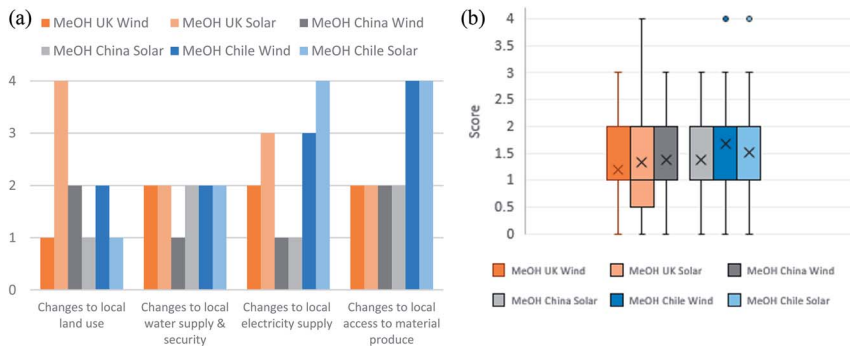 (a)
MeOH UK Wind
MeOH UK Solar
MeOH China Wind
MeOH China Solar
MeOH Chile Wind
MeOH Chile Solar
4
3
2
1
0
Changes to local
land use
Changes to local
water supply &
security
Changes to local
electricity supply
Changes to local
access to material
produce
(b)
Score
4
3.5
3
2.5
2
1.5
1
0.5
0
MeOH UK Wind
MeOH UK Solar
MeOH China Wind
MeOH China Solar
MeOH Chile Wind
MeOH Chile Solar